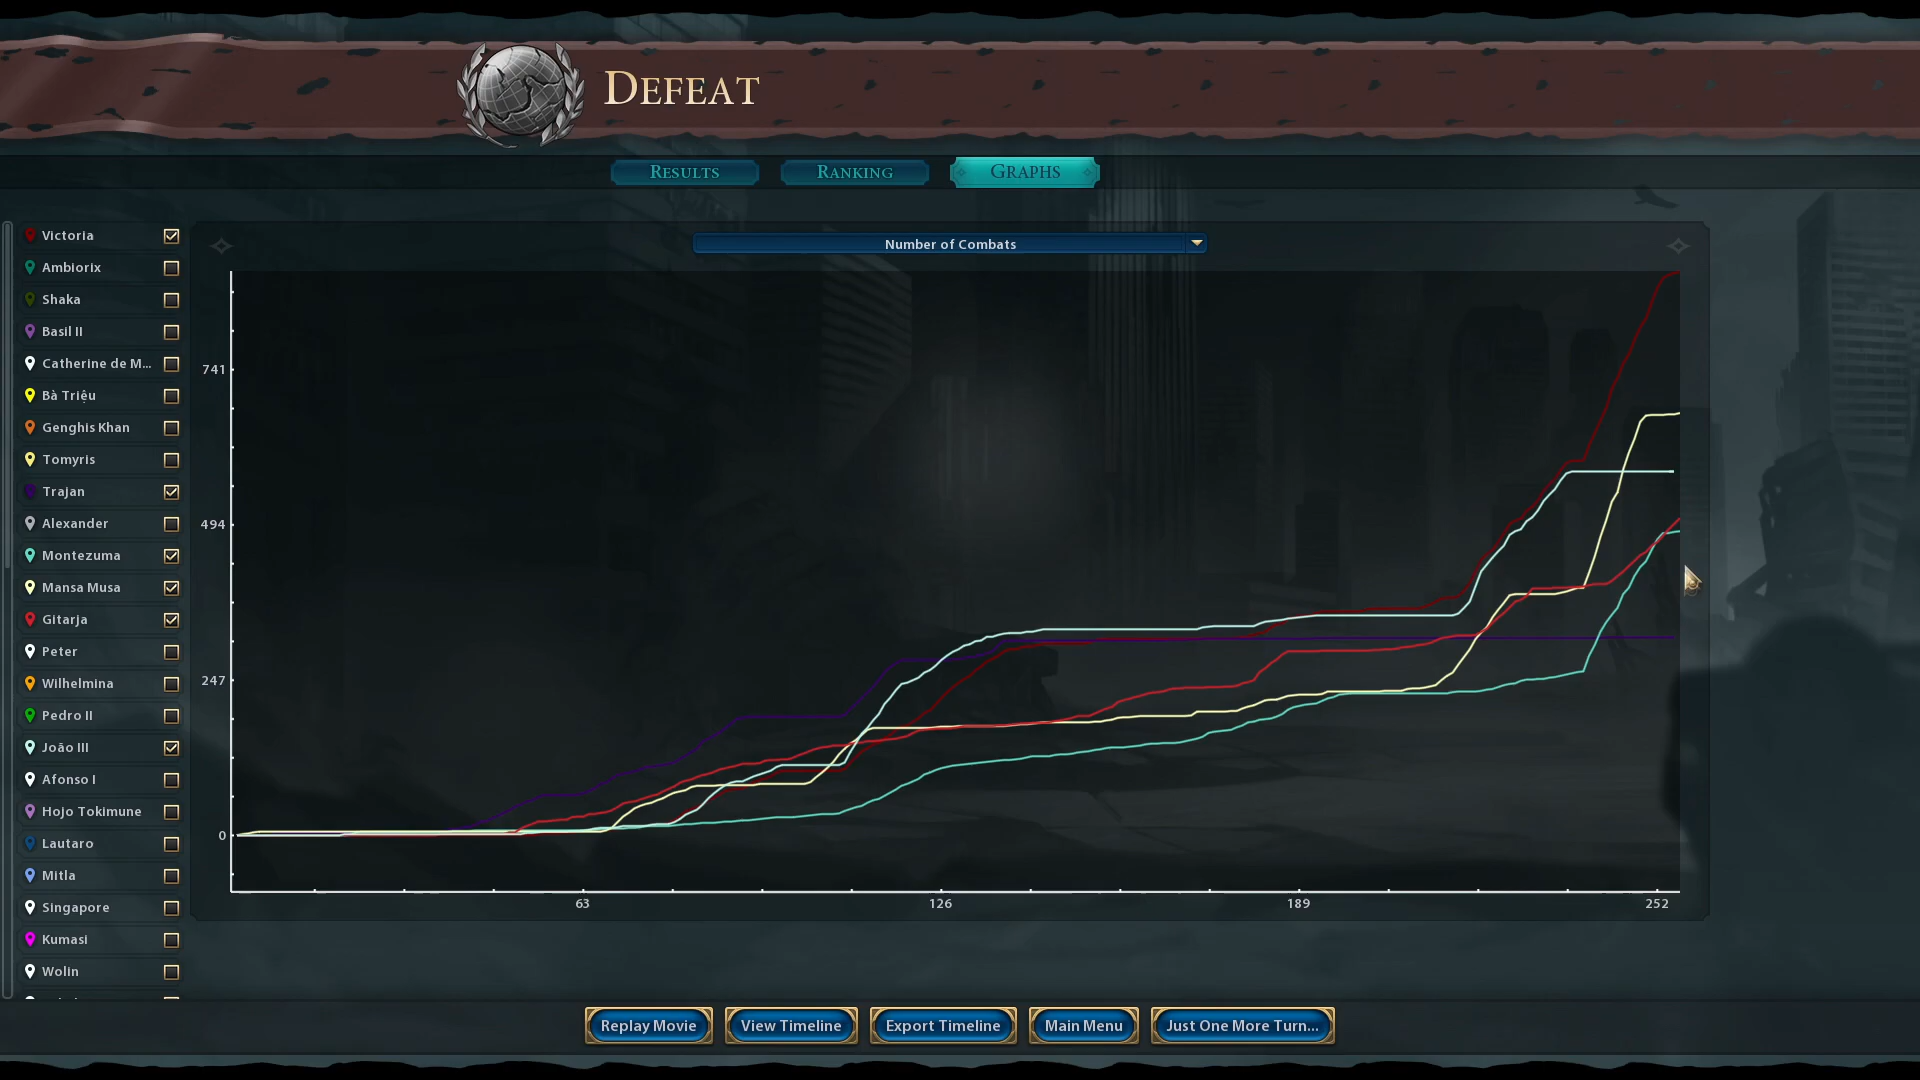 DEFEAT
RESULTS
RANKING
GRAPHS
Victoria
Ambiorix
Shaka
Basil II
Catherine de M...
Bà Triệu
Genghis Khan
Tomyris
Trajan
Alexander
Montezuma
Mansa Musa
Gitarja
Peter
Wilhelmina
Pedro II
João III
Afonso I
Hojo Tokimune
Lautaro
Mitla
Singapore
Kumasi
Wolin
Number of Combats
741
494
247
0
63
126
189
252
Replay Movie
View Timeline
Export Timeline
Main Menu
Just One More Turn...